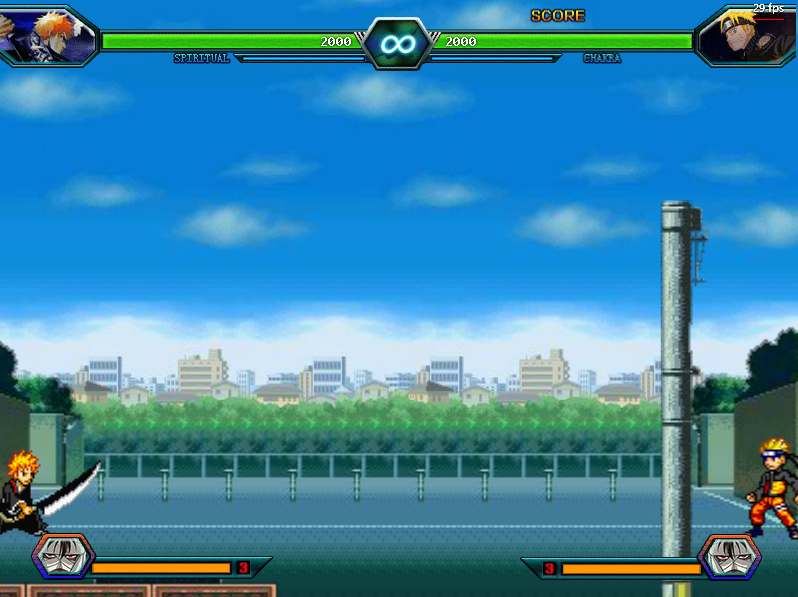 29 fps
SCORE
2000 2000
SPIRITUAL CHAKRA
3 3